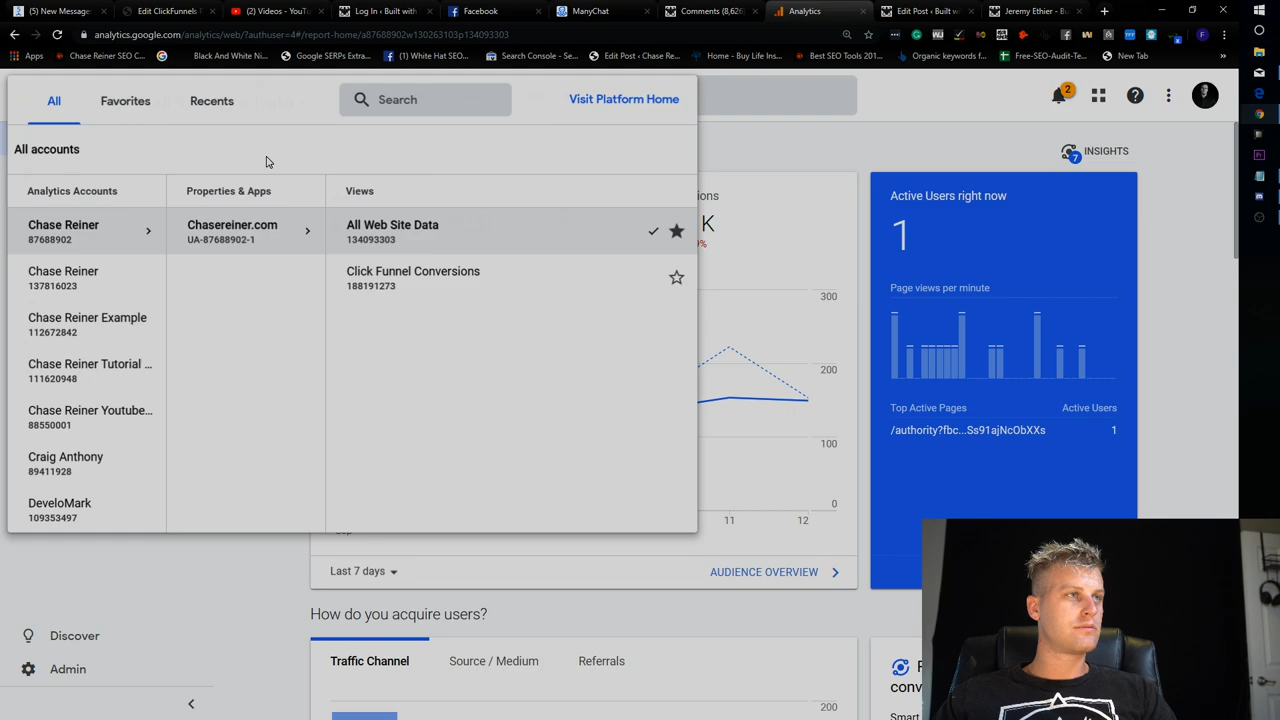 (5) New Messages
Edit ClickFunnels F
(2) Videos - YouTu
Log In ‹ Built with
Facebook
ManyChat
Comments (8,626)
Analytics
Edit Post ‹ Built w
Jeremy Ethier - Bu
analytics.google.com/analytics/web/?authuser=4#/report-home/a87688902w130263103p134093303
Apps
Chase Reiner SEO C...
Black And White Ni...
Google SERPs Extra...
(1) White Hat SEO...
Search Console - S...
Edit Post ‹ Chase Re...
Home - Buy Life Ins...
Best SEO Tools 201...
Organic keywords f...
Free-SEO-Audit-Te...
New Tab
All
Favorites
Recents
Search
Visit Platform Home
2
All accounts
INSIGHTS
7
Analytics Accounts
Properties & Apps
Views
Chase Reiner
87688902
Chasereiner.com
UA-87688902-1
All Web Site Data
134093303
Chase Reiner
137816023
Click Funnel Conversions
188191273
Chase Reiner Example
112672842
Chase Reiner Tutorial ...
111620948
Chase Reiner Youtube...
88550001
Craig Anthony
89411928
DeveloMark
109353497
ions
K
9%
300
200
100
0
11
12
Active Users right now
1
Page views per minute
Top Active Pages
Active Users
/authority?fbc...Ss91ajNcObXXs
1
Last 7 days
AUDIENCE OVERVIEW
How do you acquire users?
Traffic Channel
Source / Medium
Referrals
200
conv
Smart
Discover
Admin